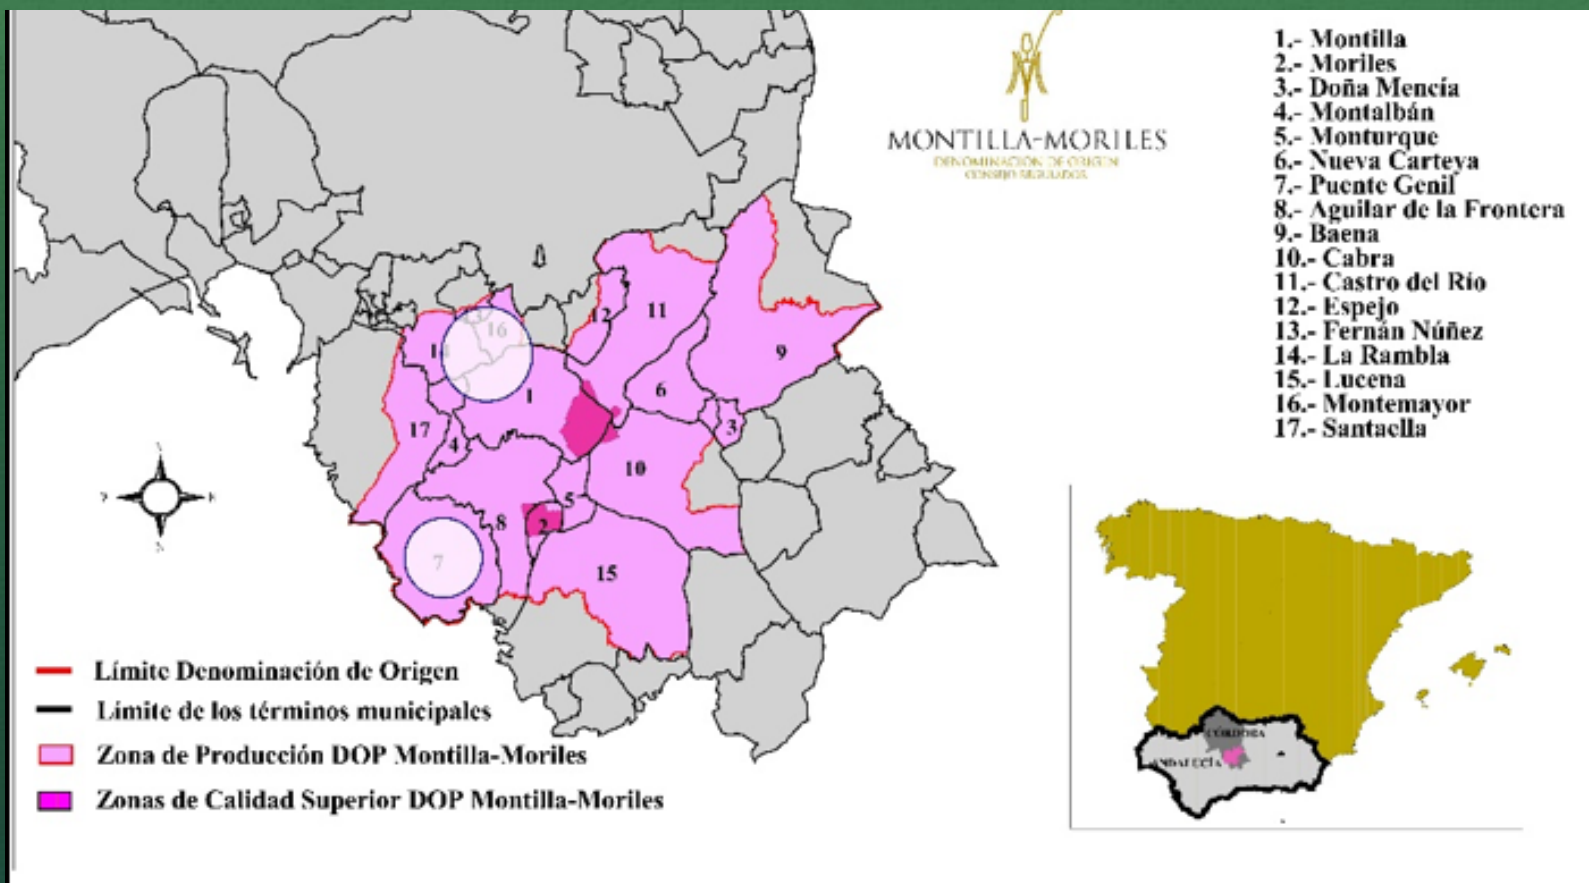 MONTILLA-MORILES
DENOMINACIÓN DE ORIGEN
CONSEJO REGULADOR
1.- Montilla
2.- Moriles
3.- Doña Mencía
4.- Montalbán
5.- Monturque
6.- Nueva Carteya
7.- Puente Genil
8.- Aguilar de la Frontera
9.- Baena
10.- Cabra
11.- Castro del Río
12.- Espejo
13.- Fernán Núñez
14.- La Rambla
15.- Lucena
16.- Montemayor
17.- Santaella
11
12
16
9
1
6
17
4
3
10
5
8
2
7
15
Límite Denominación de Origen
Límite de los términos municipales
Zona de Producción DOP Montilla-Moriles
Zonas de Calidad Superior DOP Montilla-Moriles
CÓRDOBA
ANDALUCÍA